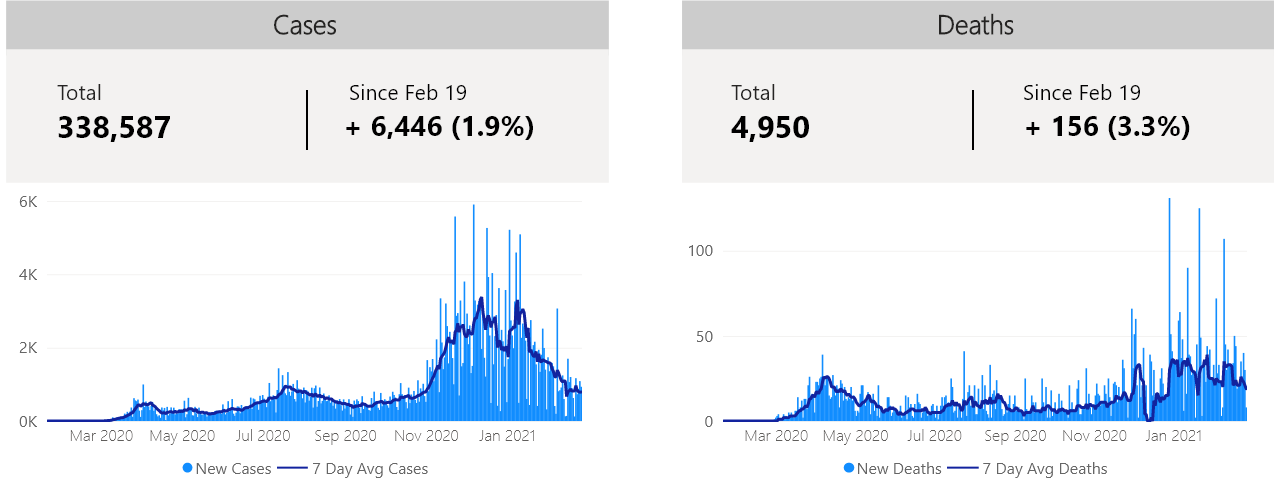 Cases
Total
338,587
Since Feb 19
+ 6,446 (1.9%)
6K
4K
2K
0K
Mar 2020 May 2020 Jul 2020 Sep 2020 Nov 2020 Jan 2021
New Cases 7 Day Avg Cases
Deaths
Total
4,950
Since Feb 19
+ 156 (3.3%)
100
50
0
Mar 2020 May 2020 Jul 2020 Sep 2020 Nov 2020 Jan 2021
New Deaths 7 Day Avg Deaths